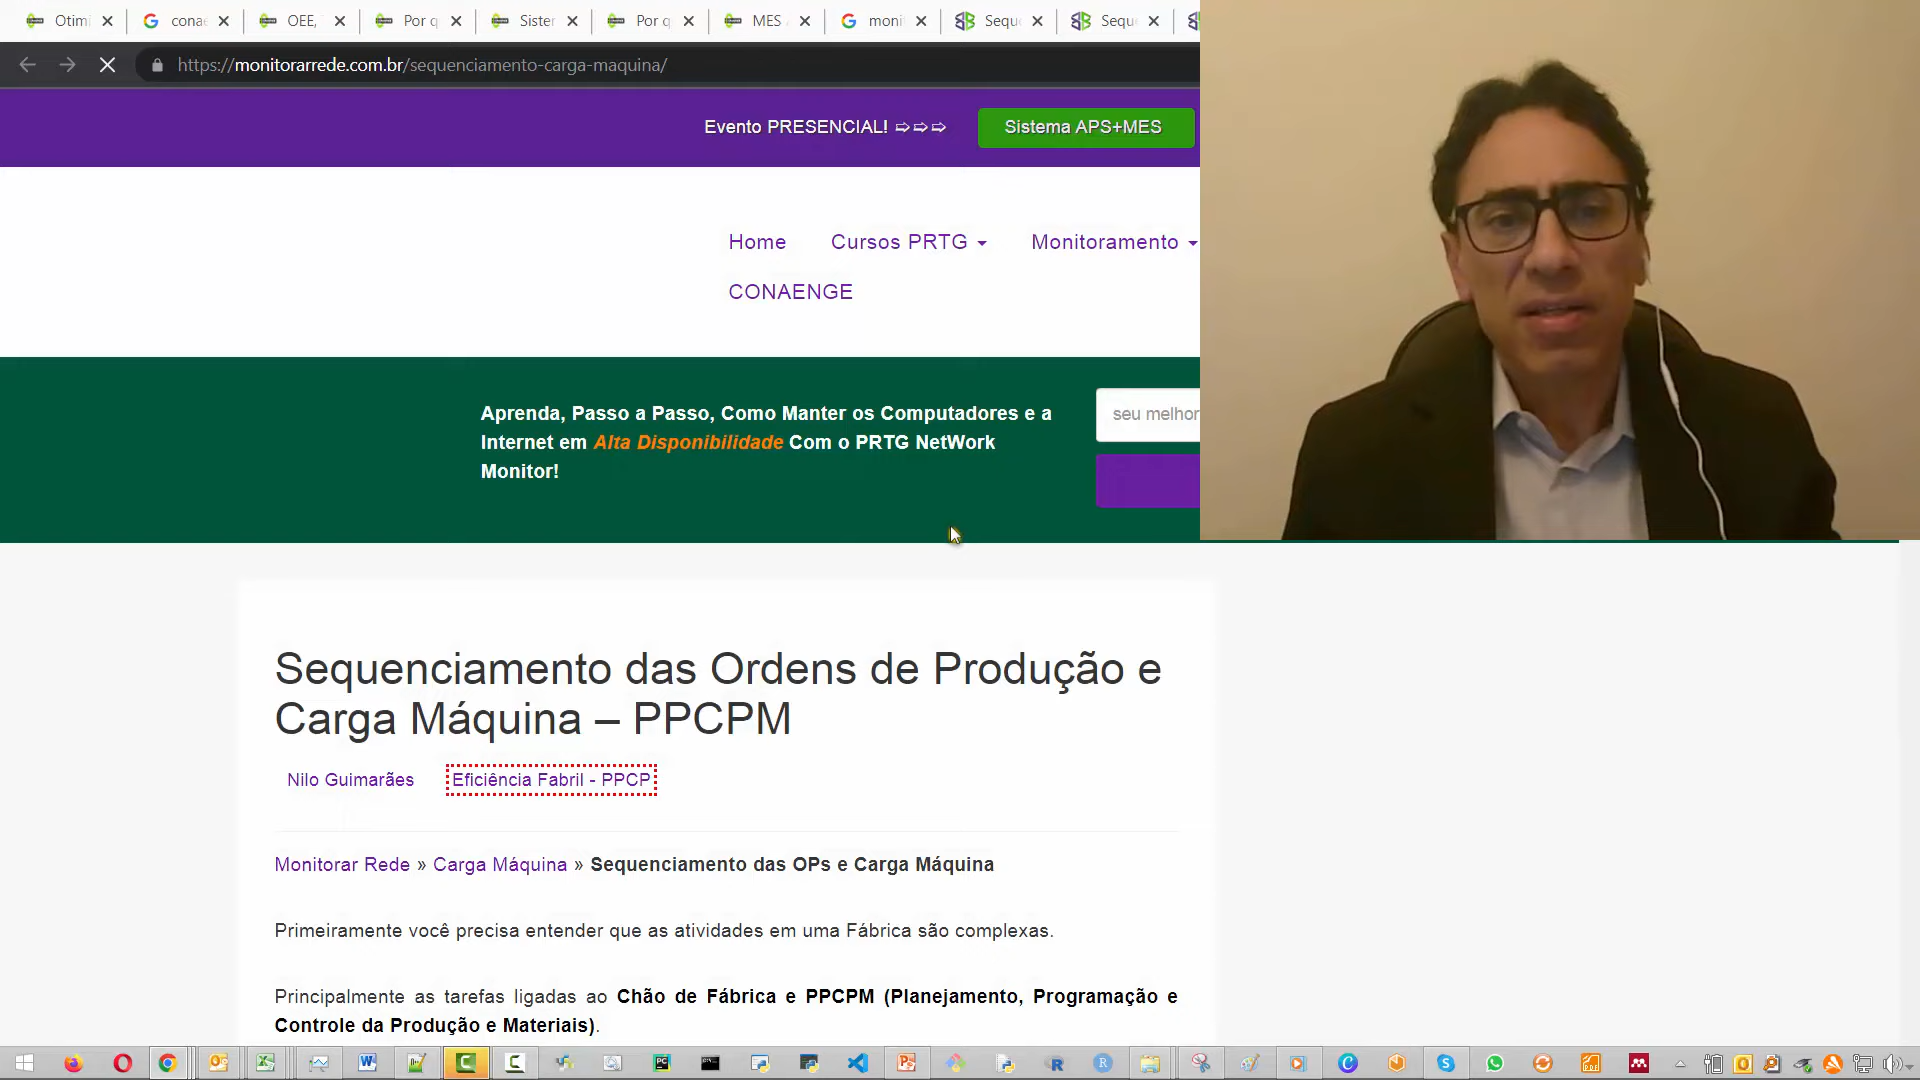 Otimi
cona
OEE,
Por q
Sister
Por q
MES
moni
Sequ
Sequ
https://monitorarrede.com.br/sequenciamento-carga-maquina/
Evento PRESENCIAL! ⇨⇨⇨
Sistema APS+MES
Home
Cursos PRTG
Monitoramento
CONAENGE
Aprenda, Passo a Passo, Como Manter os Computadores e a
Internet em Alta Disponibilidade Com o PRTG NetWork
Monitor!
seu melhor
Sequenciamento das Ordens de Produção e
Carga Máquina – PPCPM
Nilo Guimarães
Eficiência Fabril - PPCP
Monitorar Rede » Carga Máquina » Sequenciamento das OPs e Carga Máquina
Primeiramente você precisa entender que as atividades em uma Fábrica são complexas.
Principalmente as tarefas ligadas ao Chão de Fábrica e PPCPM (Planejamento, Programação e
Controle da Produção e Materiais).